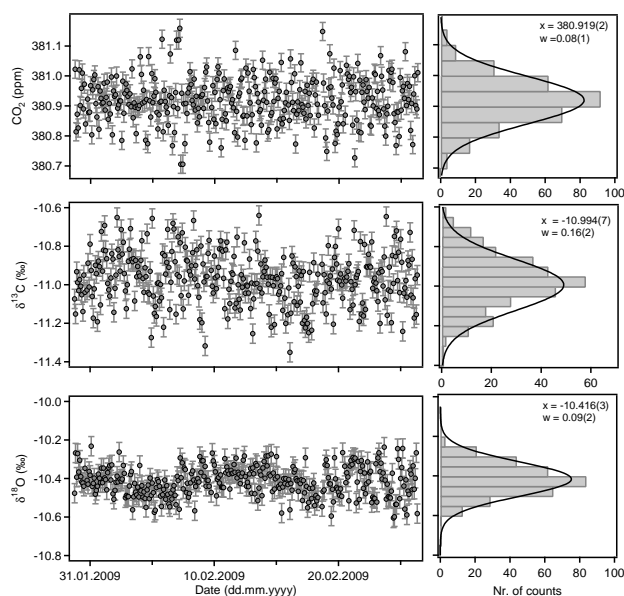 381.1
381.0
380.9
380.8
380.7
CO2 (ppm)
x = 380.919(2)
w =0.08(1)
0 20 40 60 80 100
-10.6
-10.8
-11.0
-11.2
-11.4
δ13C (‰)
x = -10.994(7)
w = 0.16(2)
0 20 40 60
-10.0
-10.2
-10.4
-10.6
-10.8
δ18O (‰)
x = -10.416(3)
w = 0.09(2)
31.01.2009 10.02.2009 20.02.2009
Date (dd.mm.yyyy)
0 20 40 60 80 100
Nr. of counts